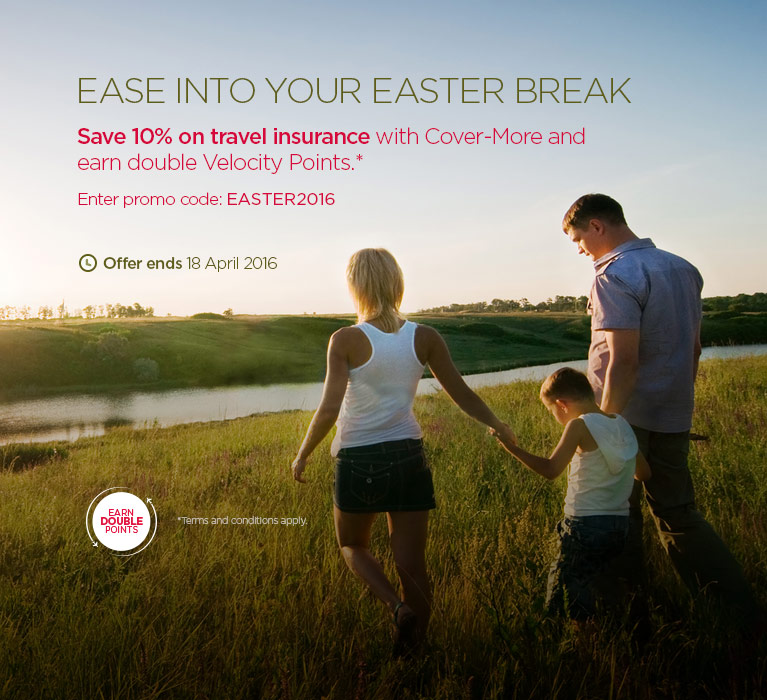 EASE INTO YOUR EASTER BREAK
Save 10% on travel insurance with Cover-More and
earn double Velocity Points.*
Enter promo code: EASTER2016
Offer ends 18 April 2016
EARN
DOUBLE
POINTS
*Terms and conditions apply.